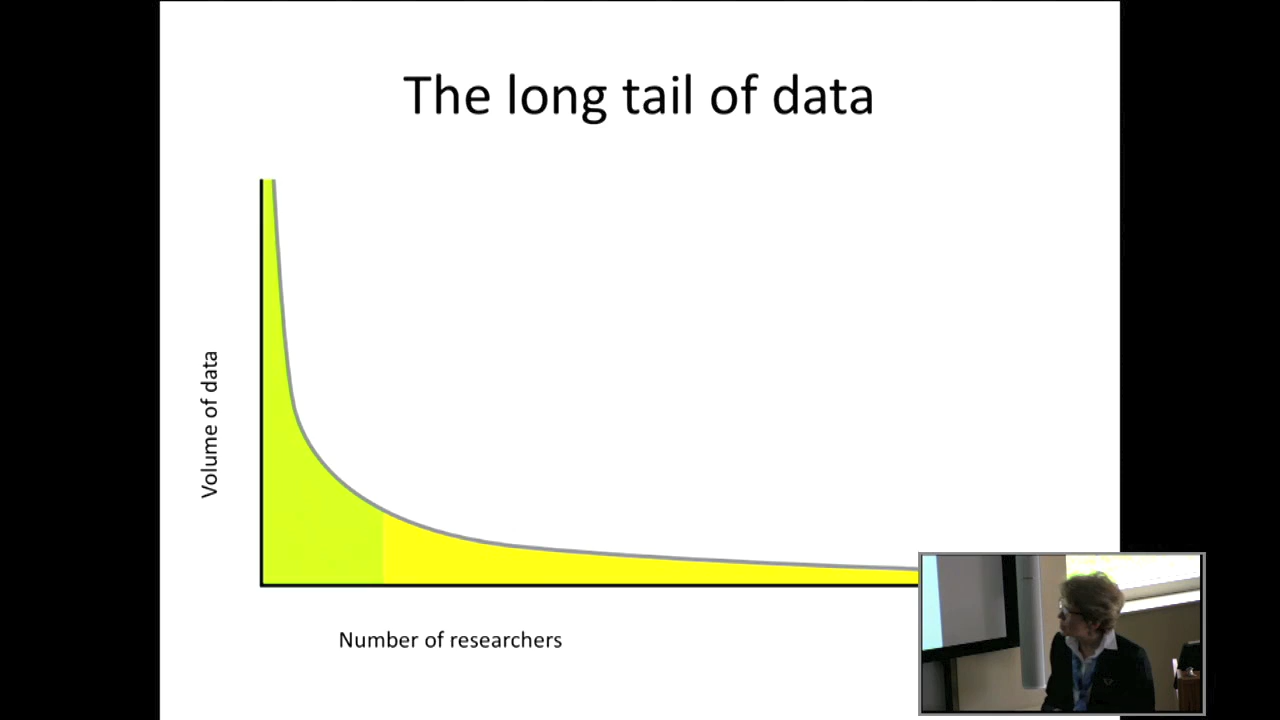 The long tail of data
Volume of data
Number of researchers